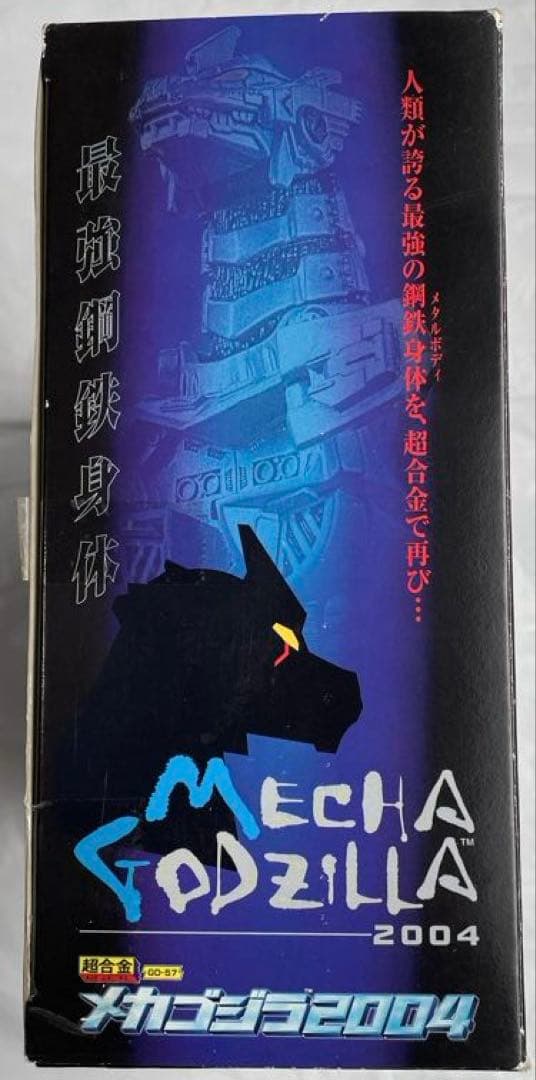 人類が誇る最強の鋼鉄身体を、超合金で再び…
メタルボディ
最強鋼鉄身体
MECHA
GODZILLA™
2004
超合金
GD-57
メカゴジラ2004